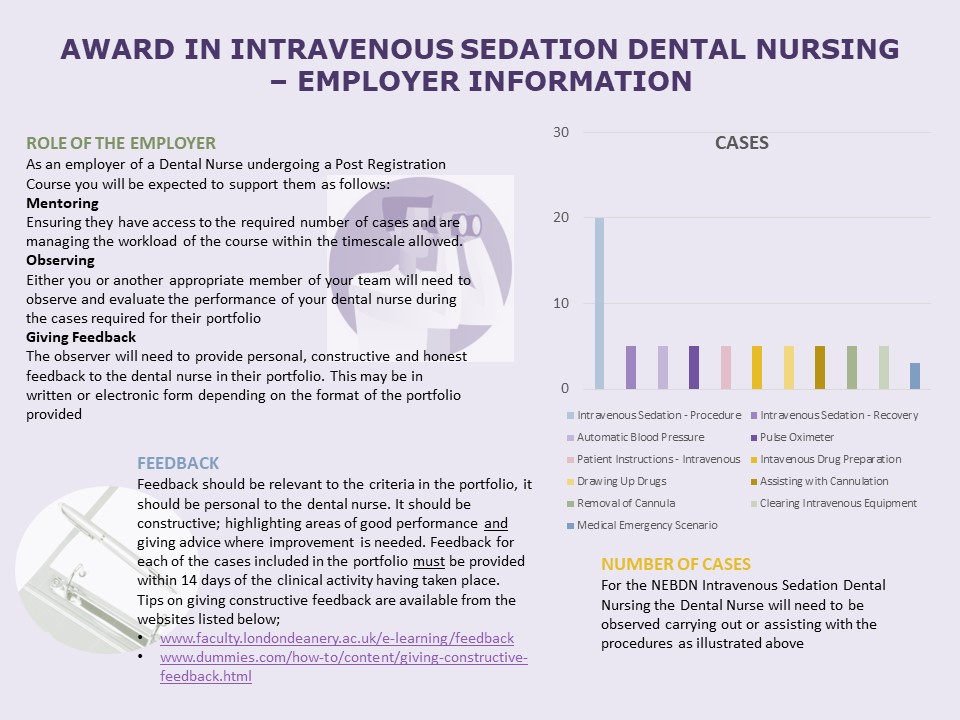 AWARD IN INTRAVENOUS SEDATION DENTAL NURSING
– EMPLOYER INFORMATION
ROLE OF THE EMPLOYER
As an employer of a Dental Nurse undergoing a Post Registration
Course you will be expected to support them as follows:
Mentoring
Ensuring they have access to the required number of cases and are
managing the workload of the course within the timescale allowed.
Observing
Either you or another appropriate member of your team will need to
observe and evaluate the performance of your dental nurse during
the cases required for their portfolio
Giving Feedback
The observer will need to provide personal, constructive and honest
feedback to the dental nurse in their portfolio. This may be in
written or electronic form depending on the format of the portfolio
provided
FEEDBACK
Feedback should be relevant to the criteria in the portfolio, it
should be personal to the dental nurse. It should be
constructive; highlighting areas of good performance and
giving advice where improvement is needed. Feedback for
each of the cases included in the portfolio must be provided
within 14 days of the clinical activity having taken place.
Tips on giving constructive feedback are available from the
websites listed below;
• www.faculty.londondeanery.ac.uk/e-learning/feedback
• www.dummies.com/how-to/content/giving-constructive-
feedback.html
CASES
30
20
10
0
Intravenous Sedation - Procedure
Intravenous Sedation - Recovery
Automatic Blood Pressure
Pulse Oximeter
Patient Instructions - Intravenous
Intavenous Drug Preparation
Drawing Up Drugs
Assisting with Cannulation
Removal of Cannula
Clearing Intravenous Equipment
Medical Emergency Scenario
NUMBER OF CASES
For the NEBDN Intravenous Sedation Dental
Nursing the Dental Nurse will need to be
observed carrying out or assisting with the
procedures as illustrated above